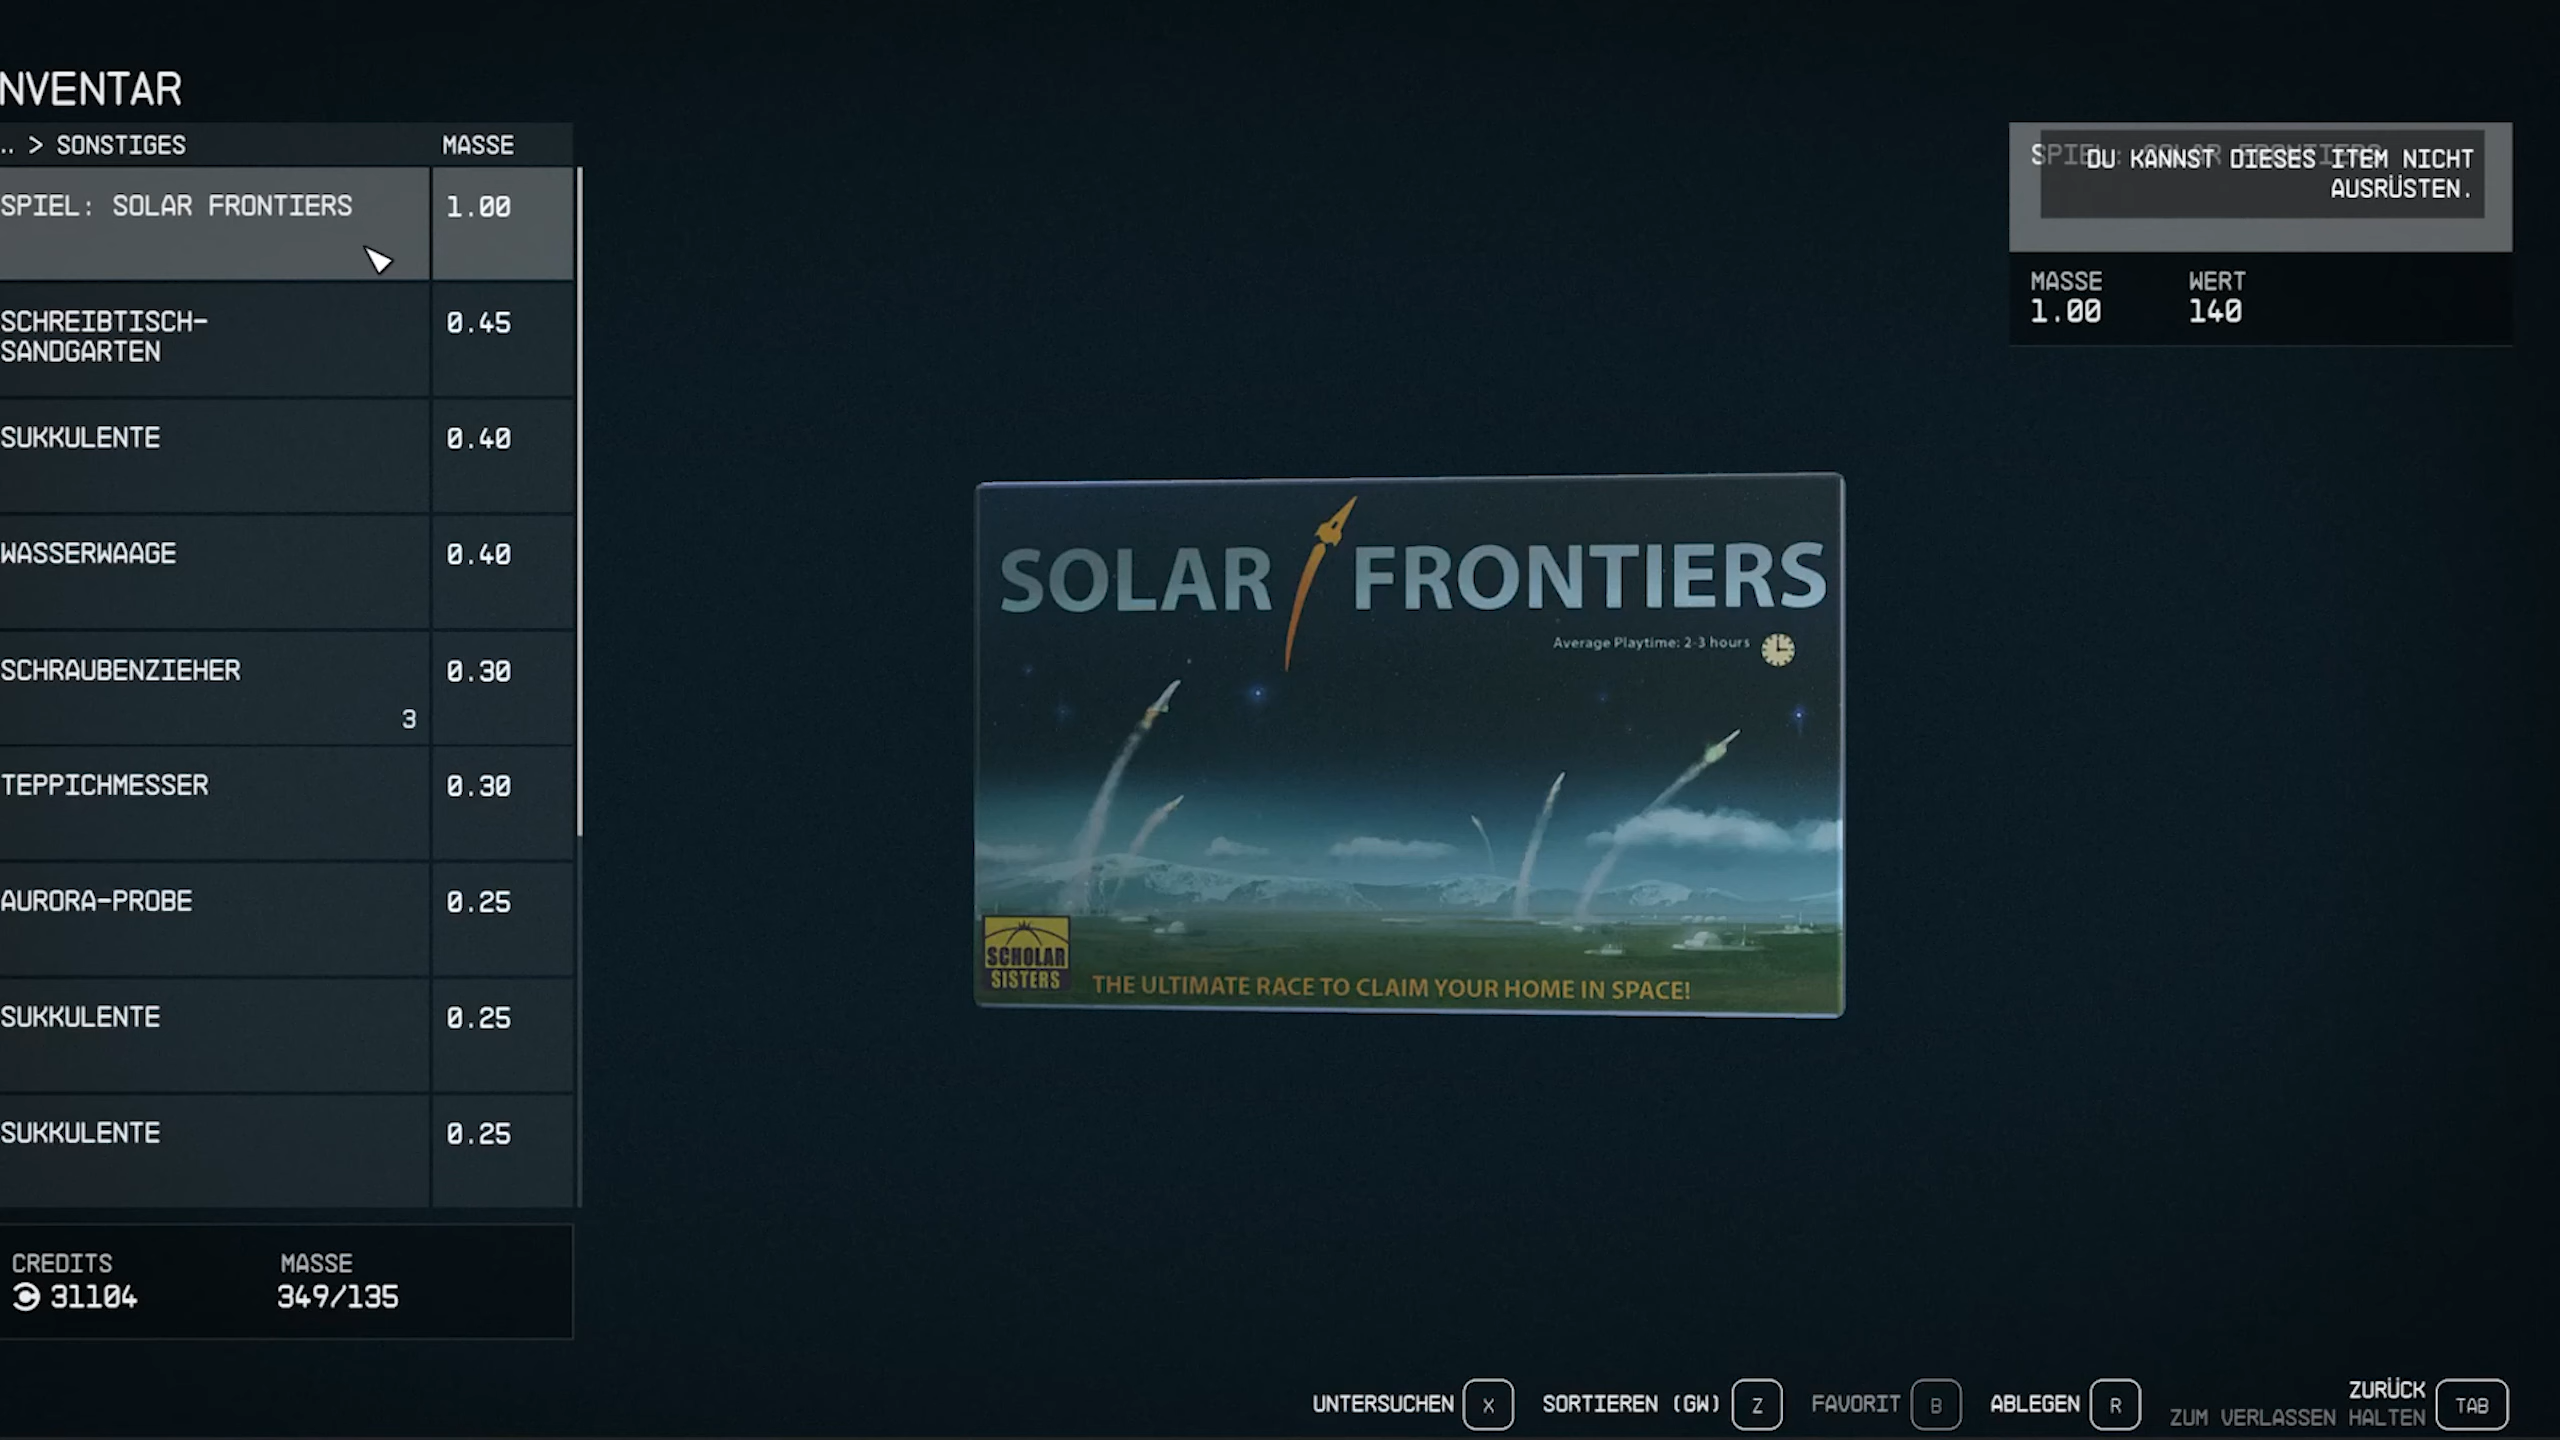 NVENTAR
.. > SONSTIGES MASSE
SPIEL: SOLAR FRONTIERS 1.00
SCHREIBTISCH-
SANDGARTEN 0.45
SUKKULENTE 0.40
WASSERWAAGE 0.40
SCHRAUBENZIEHER 0.30
3
TEPPICHMESSER 0.30
AURORA-PROBE 0.25
SUKKULENTE 0.25
SUKKULENTE 0.25
CREDITS MASSE
31104 349/135
SOLAR FRONTIERS
Average Playtime: 2-3 hours
SCHOLAR
SISTERS
THE ULTIMATE RACE TO CLAIM YOUR HOME IN SPACE!
SPIEL: SOLAR FRONTIERS
DU KANNST DIESES ITEM NICHT
AUSRÜSTEN.
MASSE WERT
1.00 140
UNTERSUCHEN X SORTIEREN (GW) Z FAVORIT B ABLEGEN R ZURÜCK TAB
ZUM VERLASSEN HALTEN